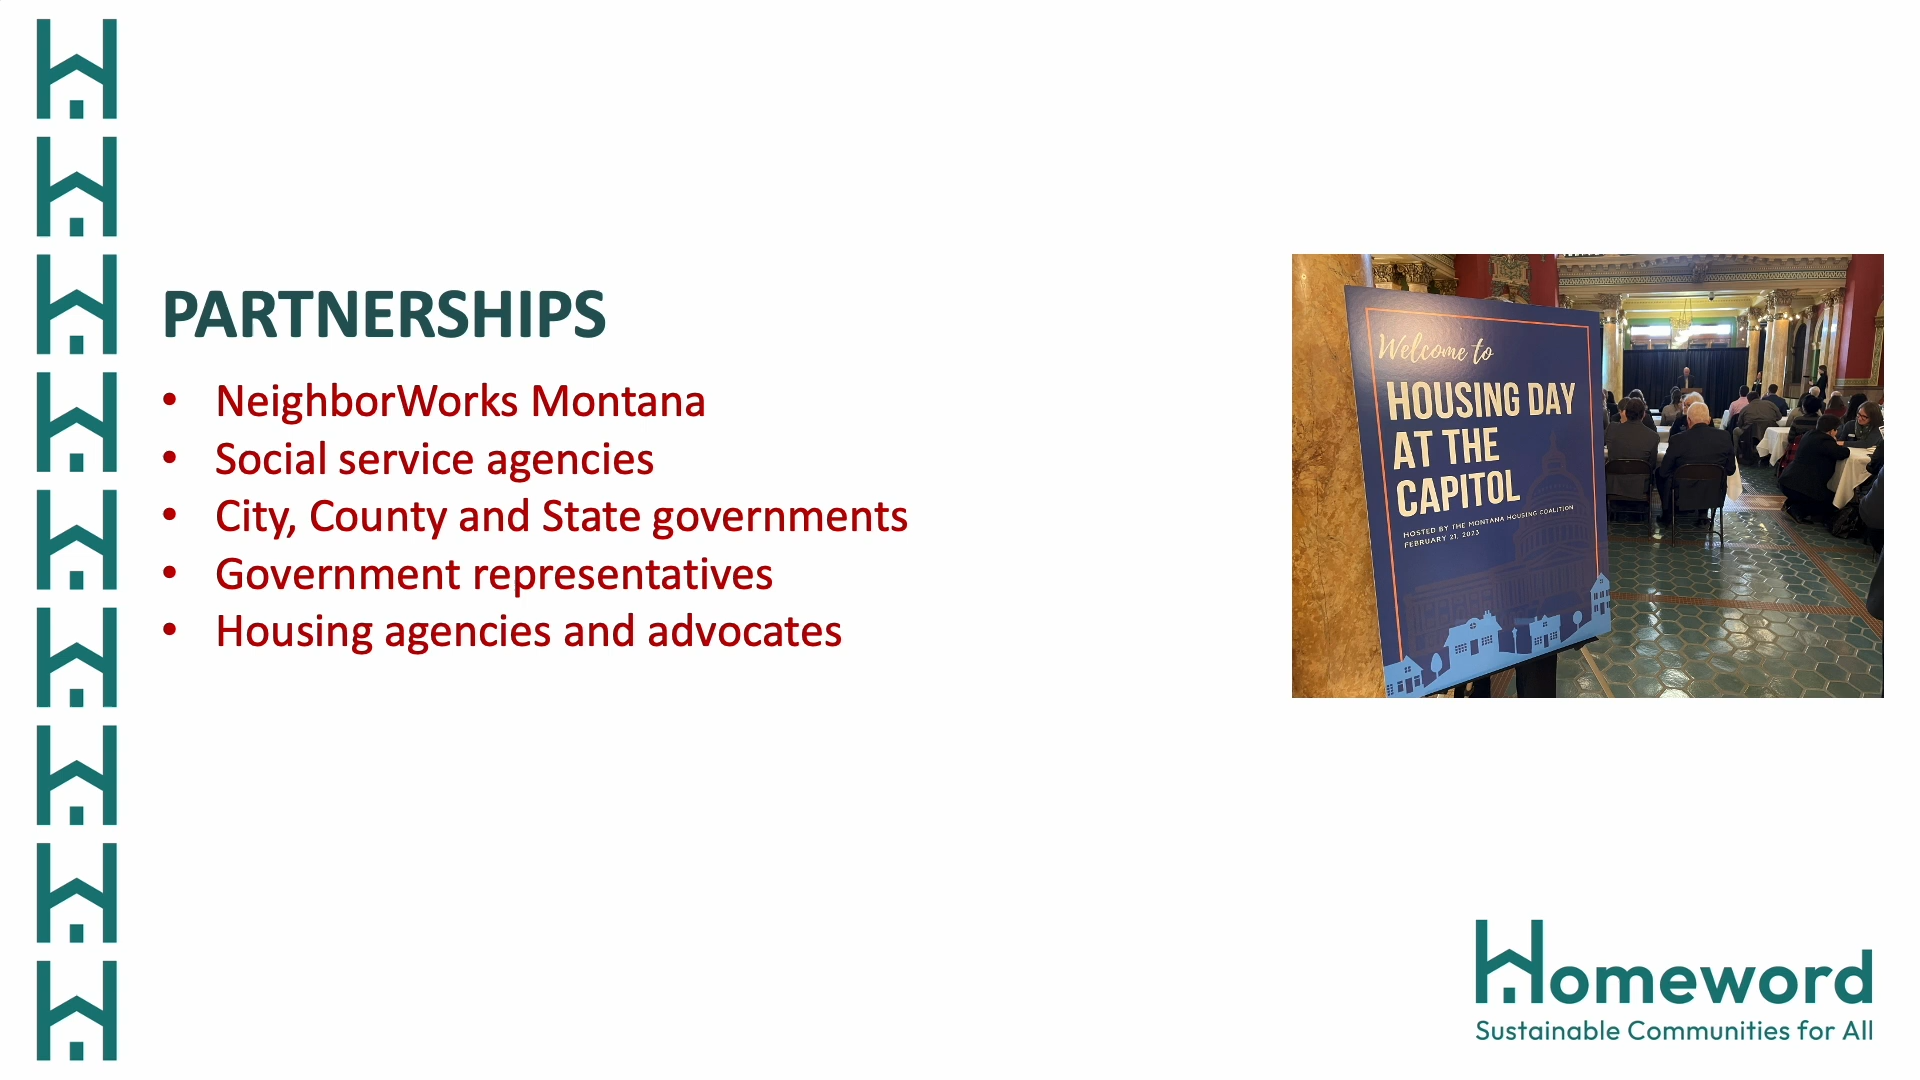 PARTNERSHIPS
• NeighborWorks Montana
• Social service agencies
• City, County and State governments
• Government representatives
• Housing agencies and advocates
Welcome to
HOUSING DAY
AT THE
CAPITOL
HOSTED BY THE MONTANA HOUSING COALITION
FEBRUARY 21, 2023
Homeword
Sustainable Communities for All